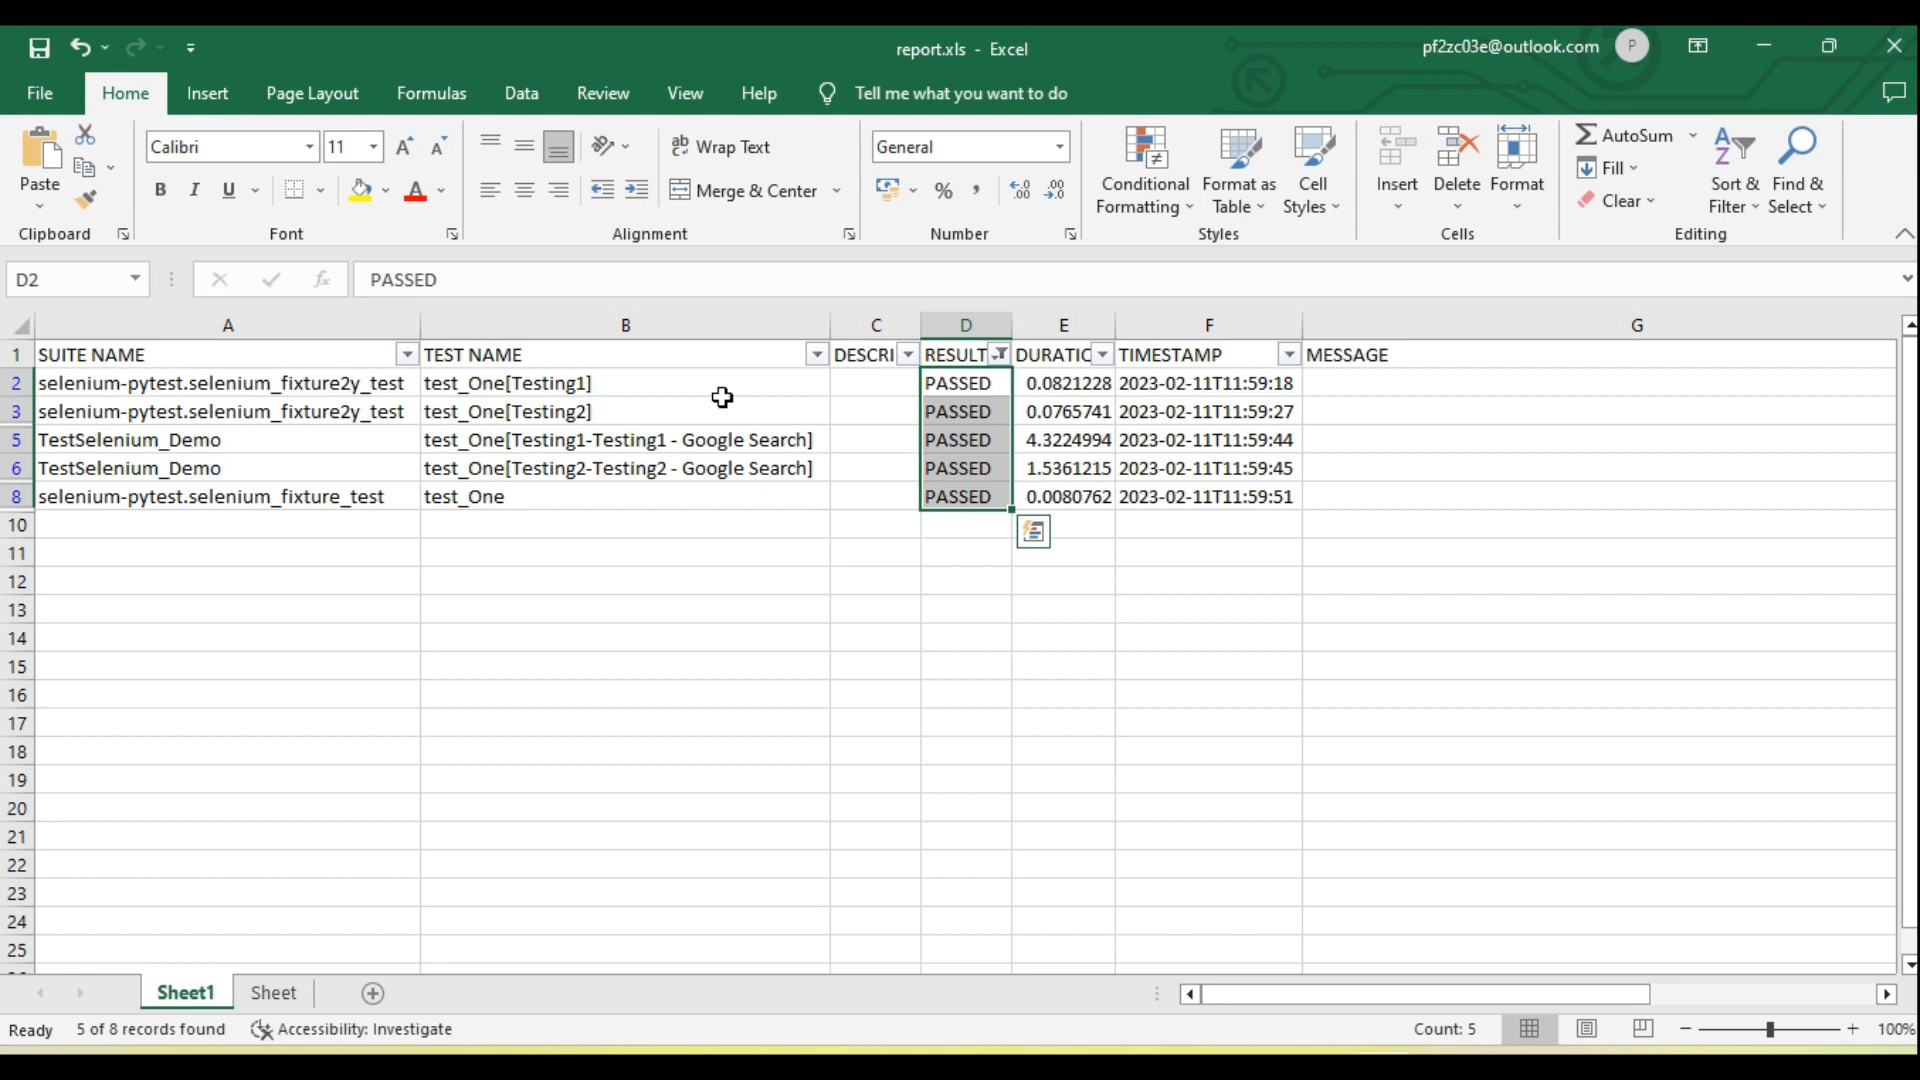 report.xls - Excel
pf2zc03e@outlook.com P
File Home Insert Page Layout Formulas Data Review View Help Tell me what you want to do
Paste
Clipboard
Calibri 11
B I U
Font
Wrap Text
Merge & Center
Alignment
General
Number
Conditional Formatting
Format as Table
Cell Styles
Styles
Insert Delete Format
Cells
AutoSum
Fill
Clear
Sort & Filter
Find & Select
Editing
D2 fx PASSED
A B C D E F G
1 SUITE NAME TEST NAME DESCRI RESULT DURATIC TIMESTAMP MESSAGE
2 selenium-pytest.selenium_fixture2y_test test_One[Testing1] PASSED 0.0821228 2023-02-11T11:59:18
3 selenium-pytest.selenium_fixture2y_test test_One[Testing2] PASSED 0.0765741 2023-02-11T11:59:27
5 TestSelenium_Demo test_One[Testing1-Testing1 - Google Search] PASSED 4.3224994 2023-02-11T11:59:44
6 TestSelenium_Demo test_One[Testing2-Testing2 - Google Search] PASSED 1.5361215 2023-02-11T11:59:45
8 selenium-pytest.selenium_fixture_test test_One PASSED 0.0080762 2023-02-11T11:59:51
10
11
12
13
14
15
16
17
18
19
20
21
22
23
24
25
Sheet1 Sheet
Ready 5 of 8 records found Accessibility: Investigate Count: 5 100%